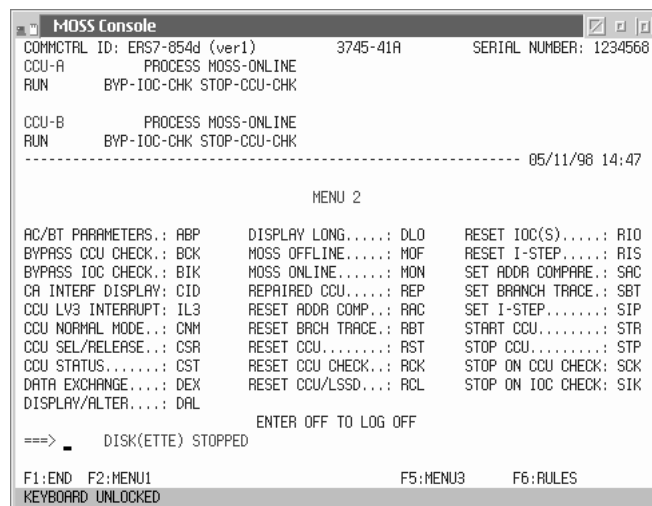 MOSS Console
COMMCTRL ID: ERS7-854d (ver1) 3745-41A SERIAL NUMBER: 1234568
CCU-A PROCESS MOSS-ONLINE
RUN BYP-IOC-CHK STOP-CCU-CHK
CCU-B PROCESS MOSS-ONLINE
RUN BYP-IOC-CHK STOP-CCU-CHK
--------------------------------------------------------------- 05/11/98 14:47
MENU 2
AC/BT PARAMETERS.: ABP DISPLAY LONG.....: DLO RESET IOC(S).....: RIO
BYPASS CCU CHECK.: BCK MOSS OFFLINE.....: MOF RESET I-STEP.....: RIS
BYPASS IOC CHECK.: BIK MOSS ONLINE......: MON SET ADDR COMPARE.: SAC
CA INTERF DISPLAY: CID REPAIRED CCU.....: REP SET BRANCH TRACE.: SBT
CCU LV3 INTERRUPT: IL3 RESET ADDR COMP..: RAC SET I-STEP.......: SIP
CCU NORMAL MODE..: CNM RESET BRCH TRACE.: RBT START CCU........: STR
CCU SEL/RELEASE..: CSR RESET CCU........: RST STOP CCU.........: STP
CCU STATUS.......: CST RESET CCU CHECK..: RCK STOP ON CCU CHECK: SCK
DATA EXCHANGE....: DEX RESET CCU/LSSD...: RCL STOP ON IOC CHECK: SIK
DISPLAY/ALTER....: DAL
ENTER OFF TO LOG OFF
===> _ DISK(ETTE) STOPPED
F1:END F2:MENU1 F5:MENU3 F6:RULES
KEYBOARD UNLOCKED